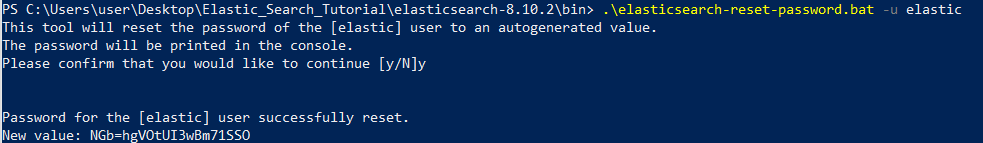 PS C:\Users\user\Desktop\Elastic_Search_Tutorial\elasticsearch-8.10.2\bin> .\elasticsearch-reset-password.bat -u elastic
This tool will reset the password of the [elastic] user to an autogenerated value.
The password will be printed in the console.
Please confirm that you would like to continue [y/N]y
Password for the [elastic] user successfully reset.
New value: NGb=hgVOtUI3wBm71SSO